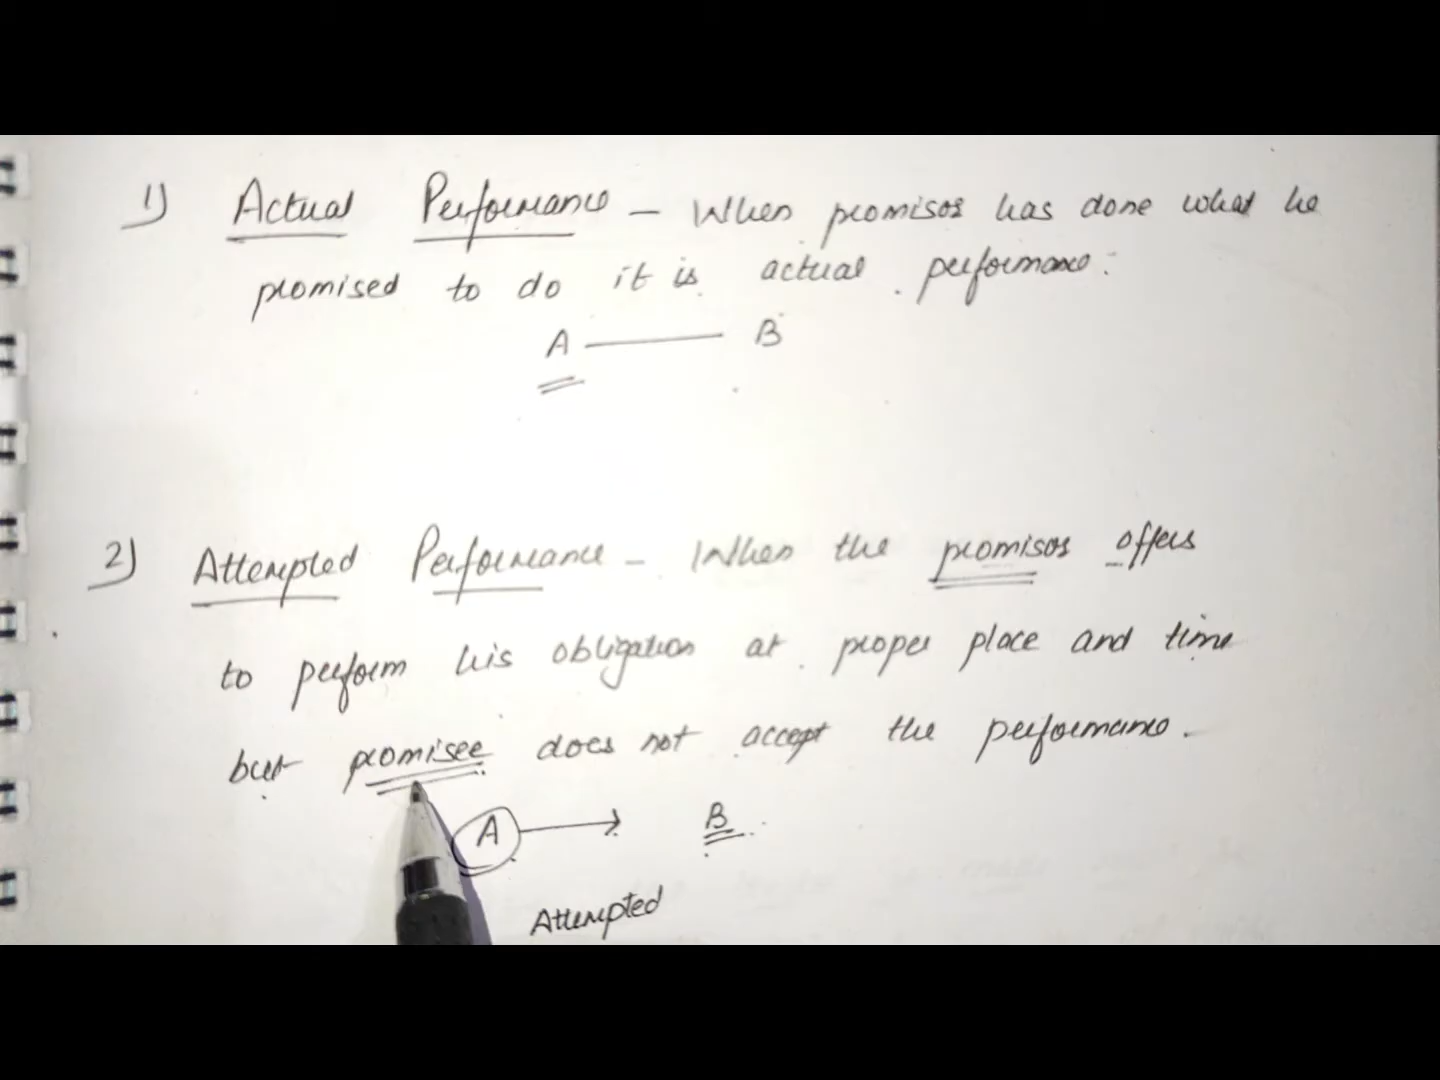 1) Actual Performance - When promisor has done what he
promised to do it is actual performance.
A — B
2) Attempted Performance - When the promisor offers
to perform his obligation at proper place and time
but promisee does not accept the performance.
A → B
Attempted